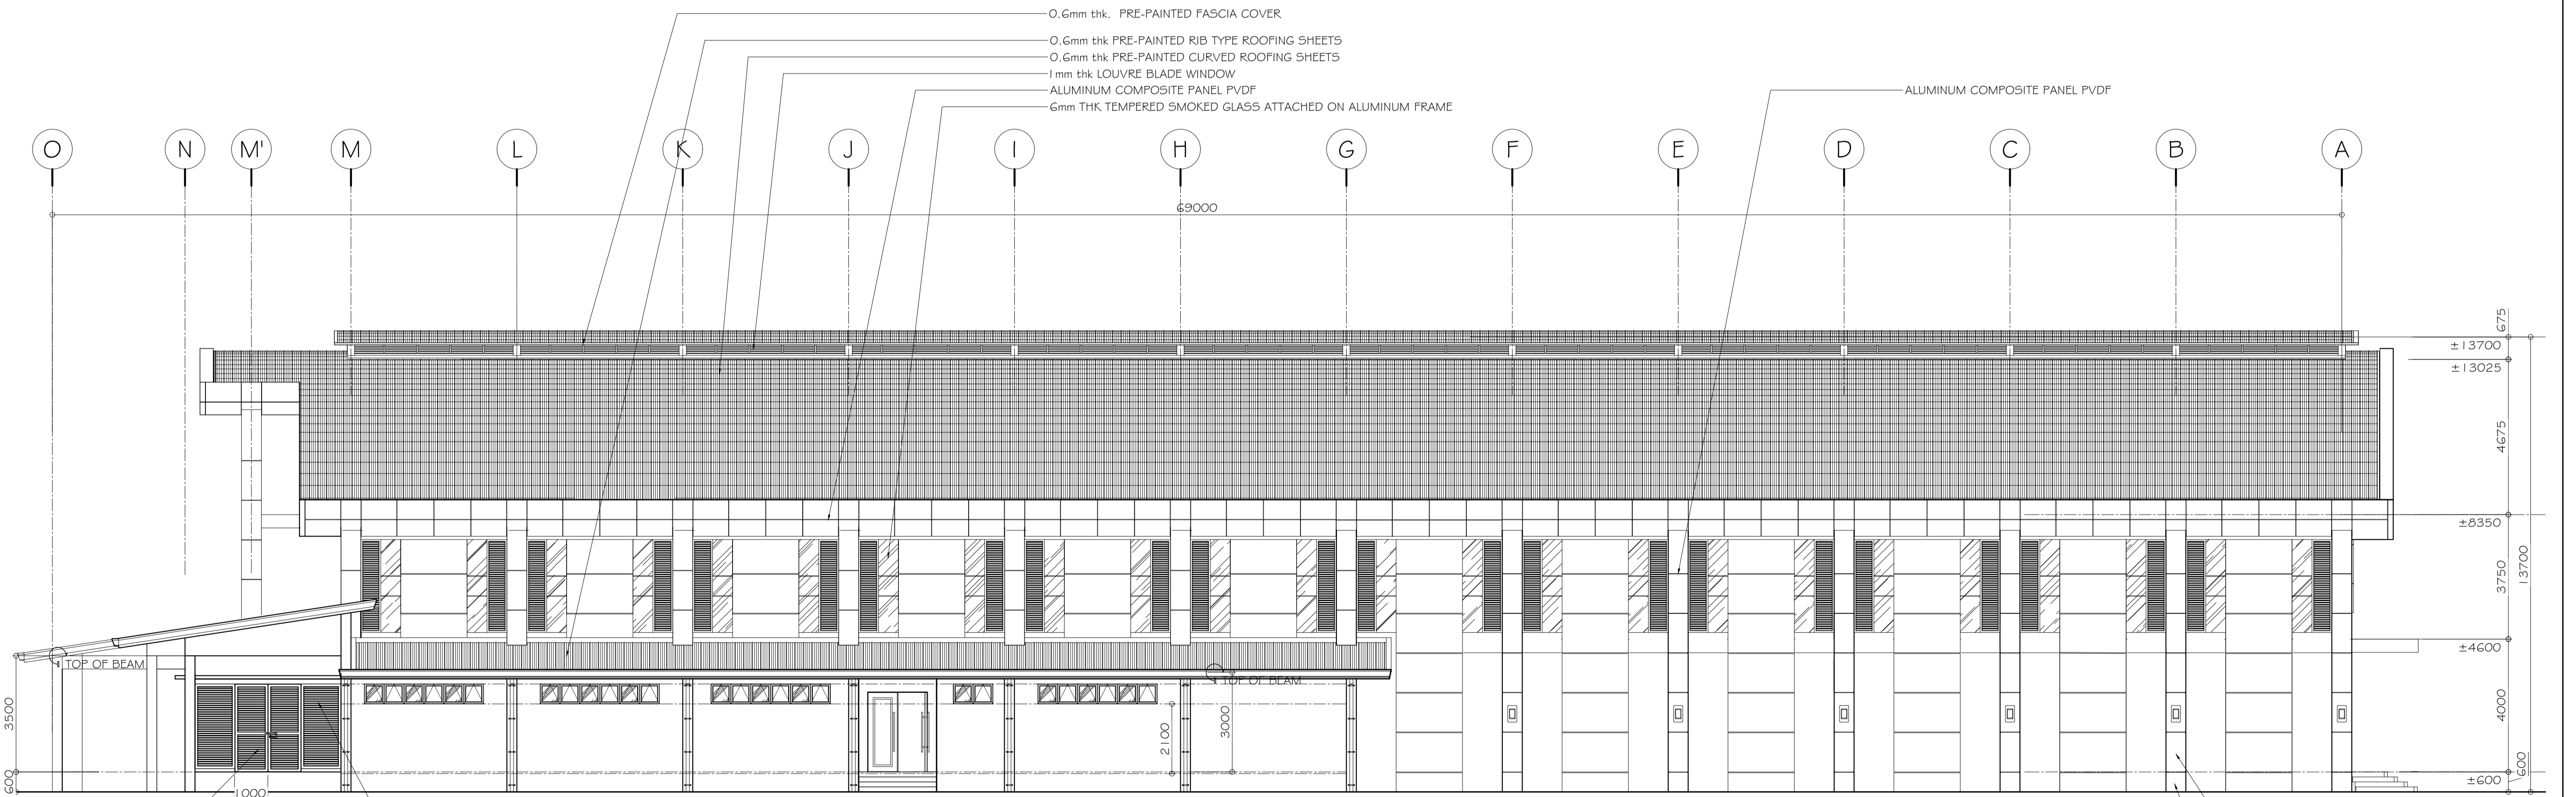 0.6mm thk. PRE-PAINTED FASCIA COVER
0.6mm thk PRE-PAINTED RIB TYPE ROOFING SHEETS
0.6mm thk PRE-PAINTED CURVED ROOFING SHEETS
1mm thk LOUVRE BLADE WINDOW
ALUMINUM COMPOSITE PANEL PVDF
ALUMINUM COMPOSITE PANEL PVDF
6mm THK TEMPERED SMOKED GLASS ATTACHED ON ALUMINUM FRAME
O N M' M L K J I H G F E D C B A
69000
675
±13700
±13025
4675
±8350
13700
3750
±4600
TOP OF BEAM
TOP OF BEAM
3500
2100
3000
4000
600
1000
±600
600